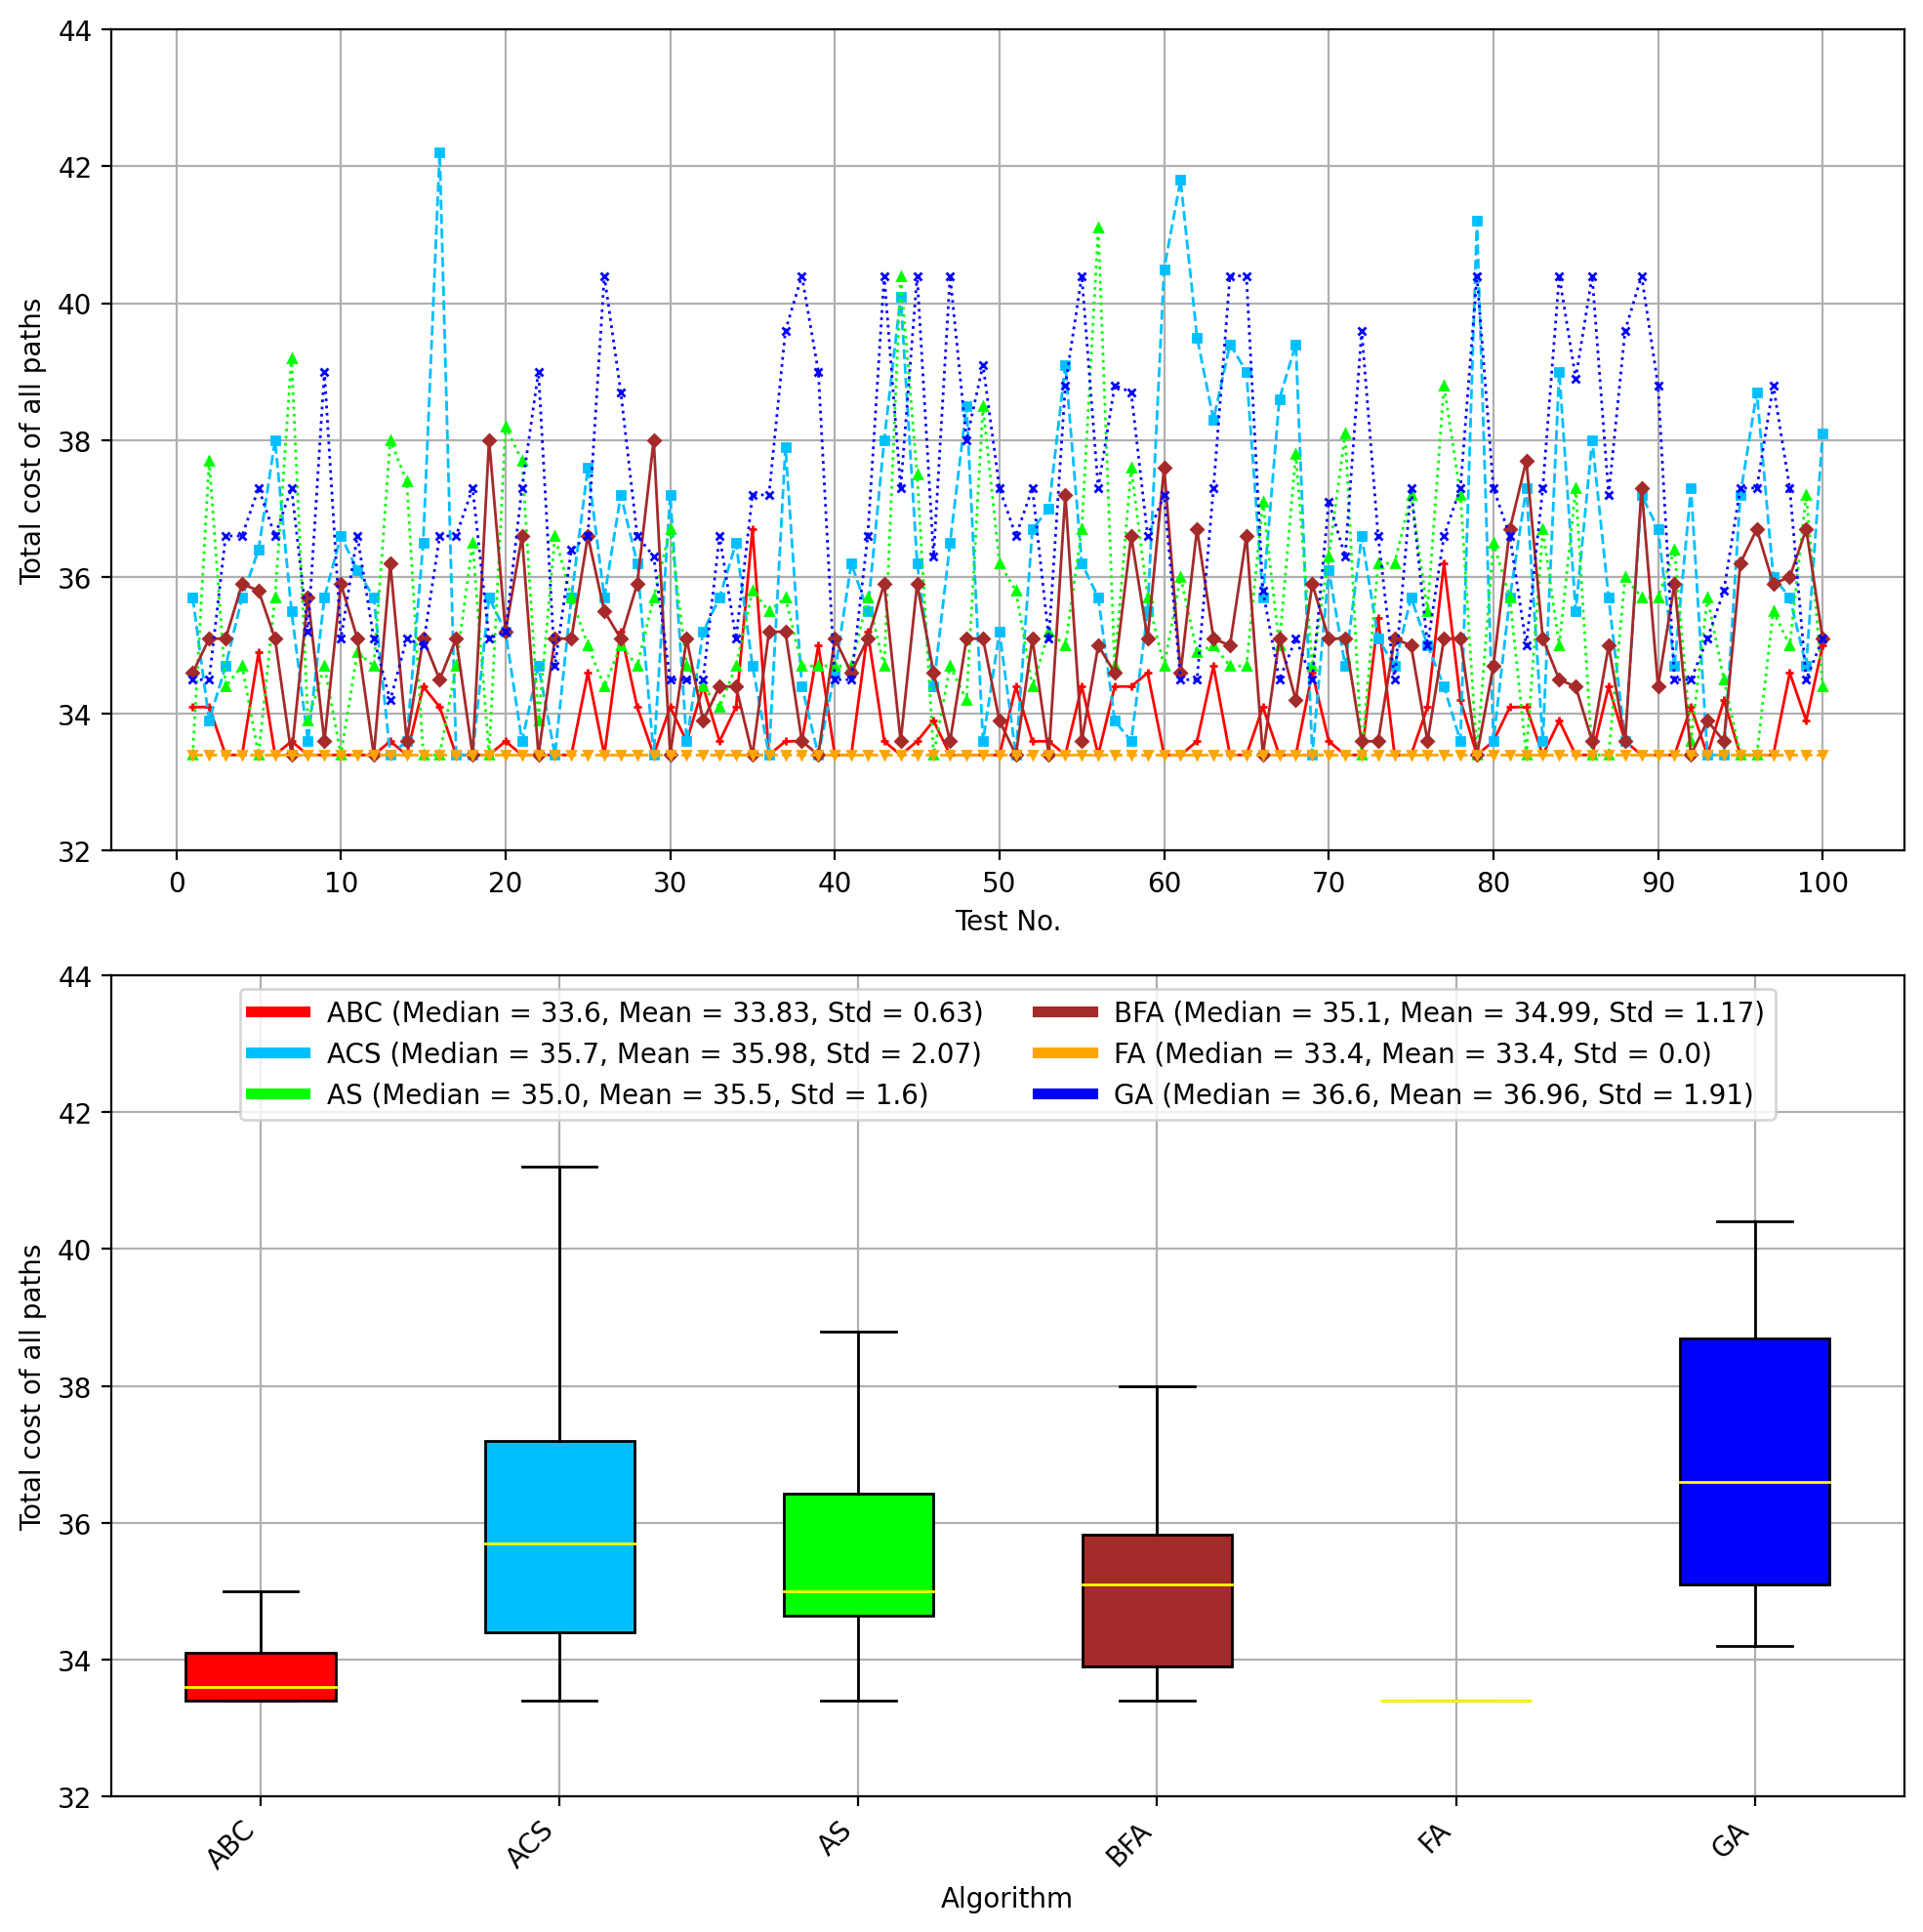 44
42
40
38
36
34
32
Total cost of all paths
0 10 20 30 40 50 60 70 80 90 100
Test No.
44
42
40
38
36
34
32
Total cost of all paths
ABC (Median = 33.6, Mean = 33.83, Std = 0.63)
ACS (Median = 35.7, Mean = 35.98, Std = 2.07)
AS (Median = 35.0, Mean = 35.5, Std = 1.6)
BFA (Median = 35.1, Mean = 34.99, Std = 1.17)
FA (Median = 33.4, Mean = 33.4, Std = 0.0)
GA (Median = 36.6, Mean = 36.96, Std = 1.91)
ABC ACS AS BFA FA GA
Algorithm